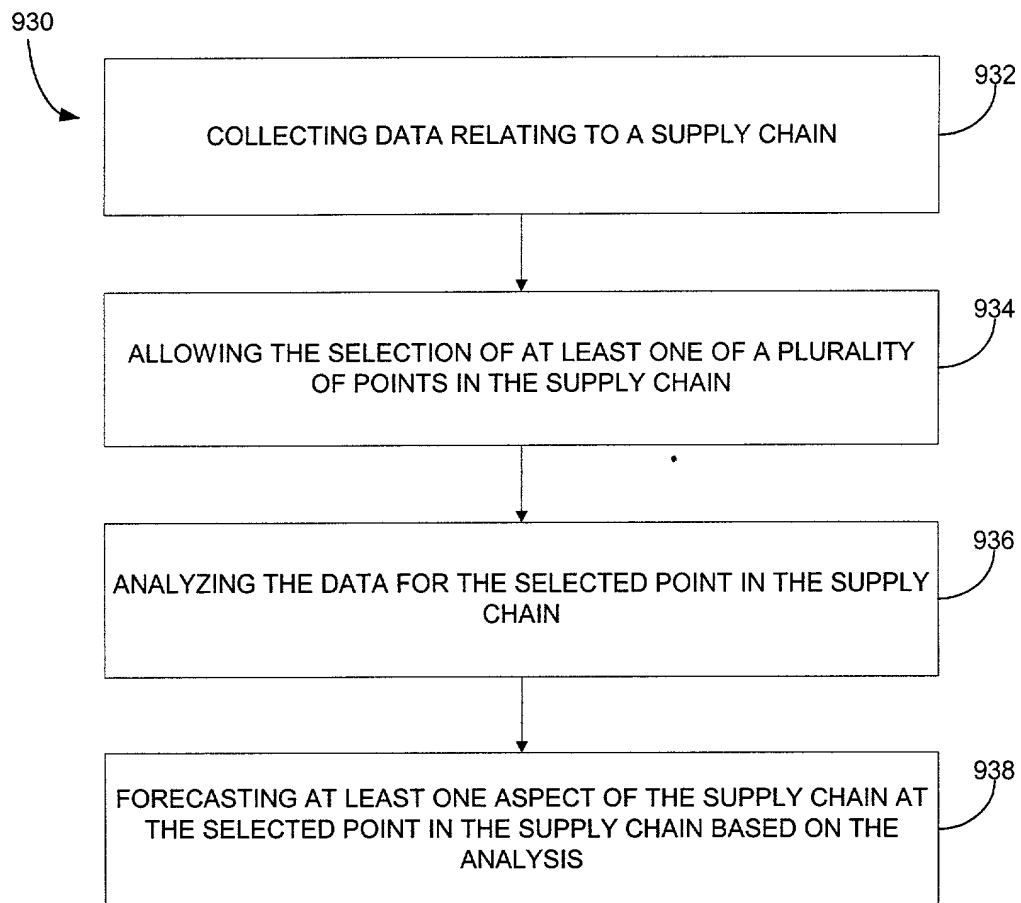 930
932
COLLECTING DATA RELATING TO A SUPPLY CHAIN
934
ALLOWING THE SELECTION OF AT LEAST ONE OF A PLURALITY
OF POINTS IN THE SUPPLY CHAIN
936
ANALYZING THE DATA FOR THE SELECTED POINT IN THE SUPPLY
CHAIN
938
FORECASTING AT LEAST ONE ASPECT OF THE SUPPLY CHAIN AT
THE SELECTED POINT IN THE SUPPLY CHAIN BASED ON THE
ANALYSIS